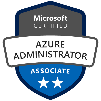 Microsoft
CERTIFIED
AZURE
ADMINISTRATOR
ASSOCIATE